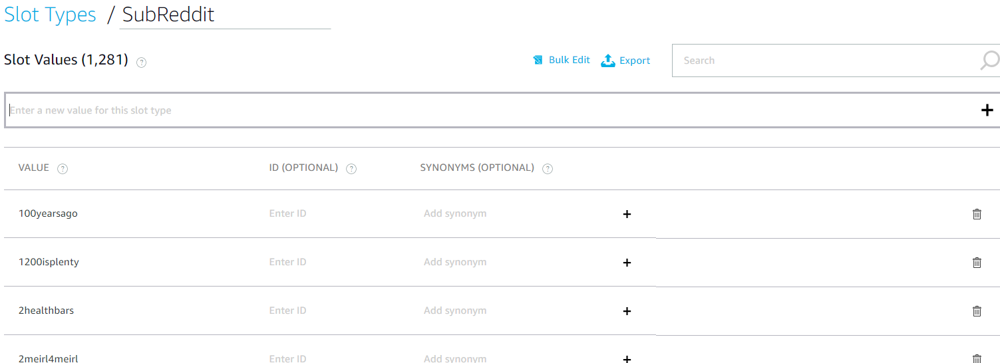 Slot Types / SubReddit
Slot Values (1,281) ?
Bulk Edit Export Search
Enter a new value for this slot type +
VALUE ? ID (OPTIONAL) ? SYNONYMS (OPTIONAL) ?
100yearsago Enter ID Add synonym +
1200isplenty Enter ID Add synonym +
2healthbars Enter ID Add synonym +
2meirl4meirl Enter ID Add synonym +